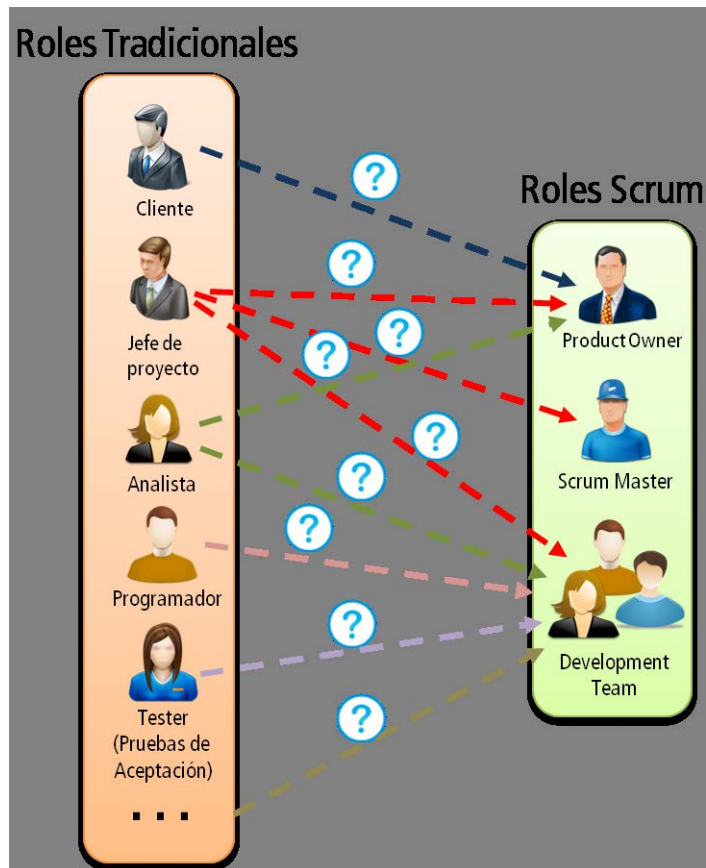 Roles Tradicionales
Cliente
Jefe de
proyecto
Analista
Programador
Tester
(Pruebas de
Aceptación)
...
?
?
?
?
?
?
?
?
?
Roles Scrum
Product Owner
Scrum Master
Development
Team